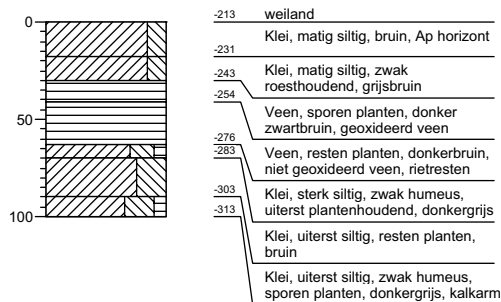 0
50
100
-213 weiland
Klei, matig siltig, bruin, Ap horizont
-231
Klei, matig siltig, zwak
roesthoudend, grijsbruin
-243
-254
Veen, sporen planten, donker
zwartbruin, geoxideerd veen
-276
Veen, resten planten, donkerbruin,
niet geoxideerd veen, rietresten
-283
Klei, sterk siltig, zwak humeus,
uiterst plantenhoudend, donkergrijs
-303
Klei, uiterst siltig, resten planten,
bruin
-313
Klei, uiterst siltig, zwak humeus,
sporen planten, donkergrijs, kalkarm